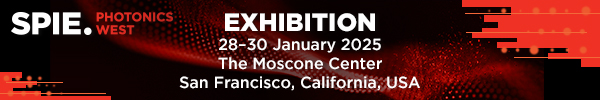 SPIE. PHOTONICS
WEST
EXHIBITION
28–30 January 2025
The Moscone Center
San Francisco, California, USA